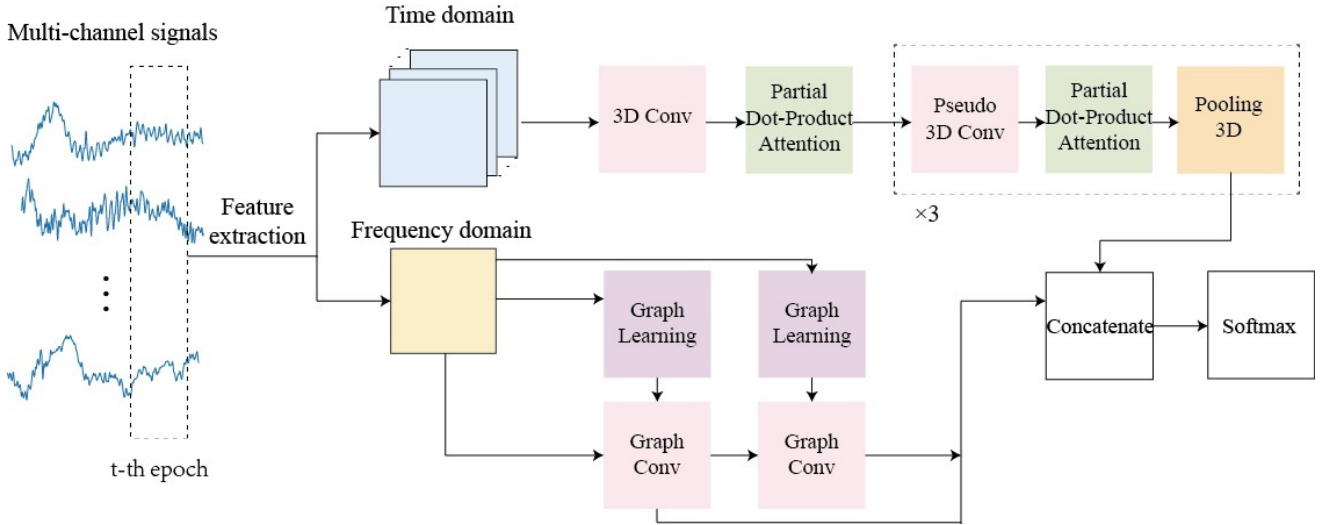 Multi-channel signals
Time domain
3D Conv
Partial
Dot-Product
Attention
Pseudo
3D Conv
Partial
Dot-Product
Attention
Pooling
3D
×3
Feature
extraction
Frequency domain
Graph
Learning
Graph
Learning
Concatenate
Softmax
Graph
Conv
Graph
Conv
t-th epoch